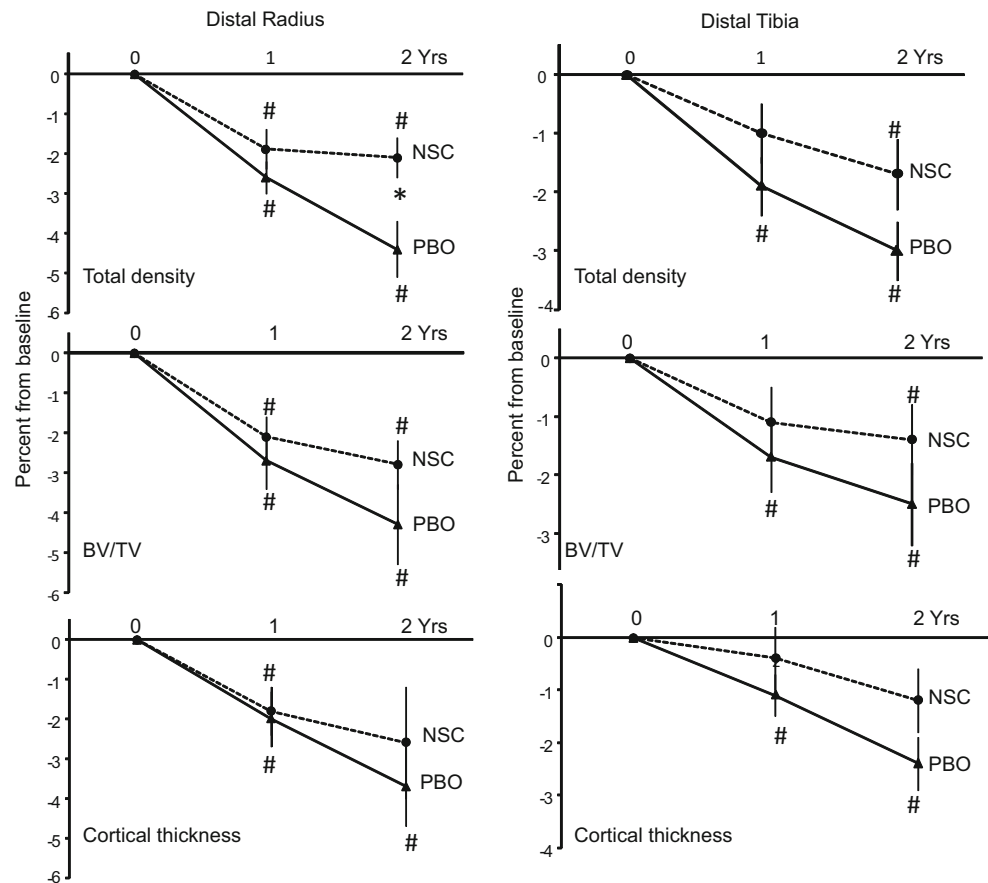 Distal Radius
Distal Tibia
Percent from baseline
Percent from baseline
0 1 2 Yrs
0
-1
-2
-3
-4
-5
-6
# #
NSC
*
# PBO
#
Total density
0 1 2 Yrs
0
-1
-2
-3
-4
#
NSC
# PBO
#
Total density
0 1 2 Yrs
0
-1
-2
-3
-4
-5
-6
# #
NSC
# PBO
#
BV/TV
0 1 2 Yrs
0
-1
-2
-3
#
NSC
# PBO
#
BV/TV
0 1 2 Yrs
0
-1
-2
-3
-4
-5
-6
#
NSC
# PBO
#
Cortical thickness
0 1 2 Yrs
0
-1
-2
-3
-4
NSC
# PBO
#
Cortical thickness